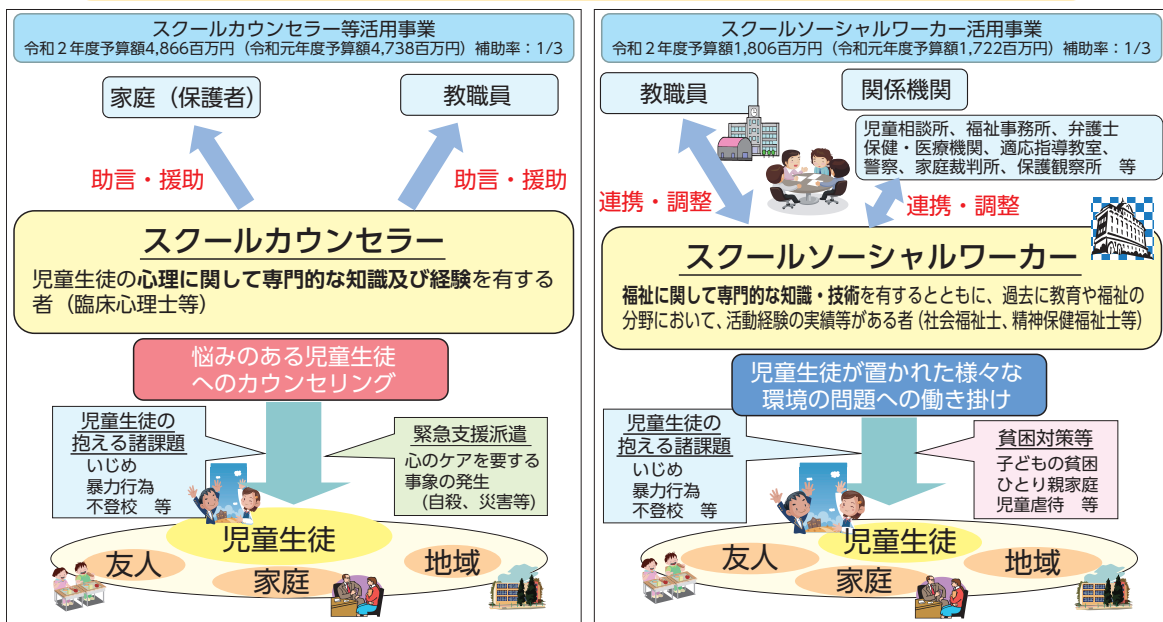 スクールカウンセラー等活用事業
令和２年度予算額4,866百万円（令和元年度予算額4,738百万円）補助率：1/3
家庭（保護者）
教職員
助言・援助
助言・援助
スクールカウンセラー
児童生徒の心理に関して専門的な知識及び経験を有する
者（臨床心理士等）
悩みのある児童生徒
へのカウンセリング
児童生徒の
抱える諸課題
いじめ
暴力行為
不登校　等
緊急支援派遣
心のケアを要する
事象の発生
（自殺、災害等）
児童生徒
友人
家庭
地域
スクールソーシャルワーカー活用事業
令和２年度予算額1,806百万円（令和元年度予算額1,722百万円）補助率：1/3
教職員
関係機関
児童相談所、福祉事務所、弁護士
保健・医療機関、適応指導教室、
警察、家庭裁判所、保護観察所　等
連携・調整
連携・調整
スクールソーシャルワーカー
福祉に関して専門的な知識・技術を有するとともに、過去に教育や福祉の
分野において、活動経験の実績等がある者（社会福祉士、精神保健福祉士等）
児童生徒が置かれた様々な
環境の問題への働き掛け
児童生徒の
抱える諸課題
いじめ
暴力行為
不登校　等
貧困対策等
子どもの貧困
ひとり親家庭
児童虐待　等
児童生徒
友人
家庭
地域